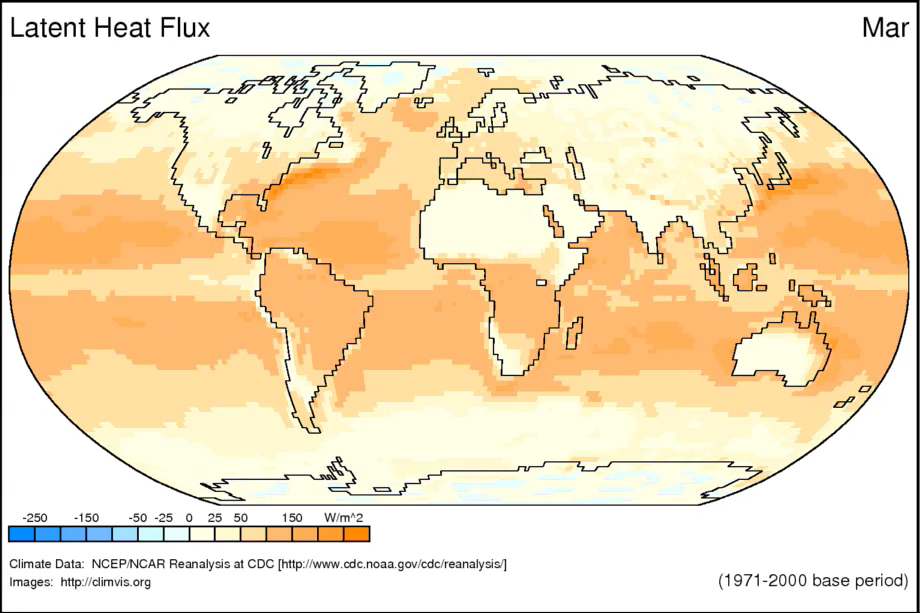 Latent Heat Flux
Mar
-250 -150 -50 -25 0 25 50 150 W/m^2
Climate Data: NCEP/NCAR Reanalysis at CDC [http://www.cdc.noaa.gov/cdc/reanalysis/]
Images: http://climvis.org
(1971-2000 base period)